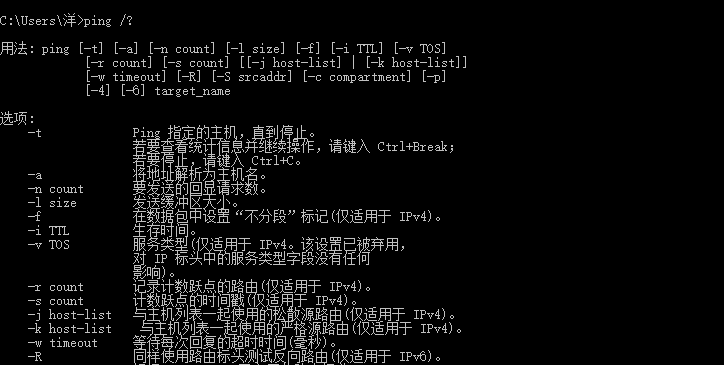 C:\Users\洋>ping /?
用法: ping [-t] [-a] [-n count] [-l size] [-f] [-i TTL] [-v TOS]
[-r count] [-s count] [[-j host-list] | [-k host-list]]
[-w timeout] [-R] [-S srcaddr] [-c compartment] [-p]
[-4] [-6] target_name
选项:
-t Ping 指定的主机，直到停止。
若要查看统计信息并继续操作，请键入 Ctrl+Break；
若要停止，请键入 Ctrl+C。
-a 将地址解析为主机名。
-n count 要发送的回显请求数。
-l size 发送缓冲区大小。
-f 在数据包中设置“不分段”标记(仅适用于 IPv4)。
-i TTL 生存时间。
-v TOS 服务类型(仅适用于 IPv4。该设置已被弃用，
对 IP 标头中的服务类型字段没有任何
影响)。
-r count 记录计数跃点的路由(仅适用于 IPv4)。
-s count 计数跃点的时间戳(仅适用于 IPv4)。
-j host-list 与主机列表一起使用的松散源路由(仅适用于 IPv4)。
-k host-list 与主机列表一起使用的严格源路由(仅适用于 IPv4)。
-w timeout 等待每次回复的超时时间(毫秒)。
-R 同样使用路由标头测试反向路由(仅适用于 IPv6)。